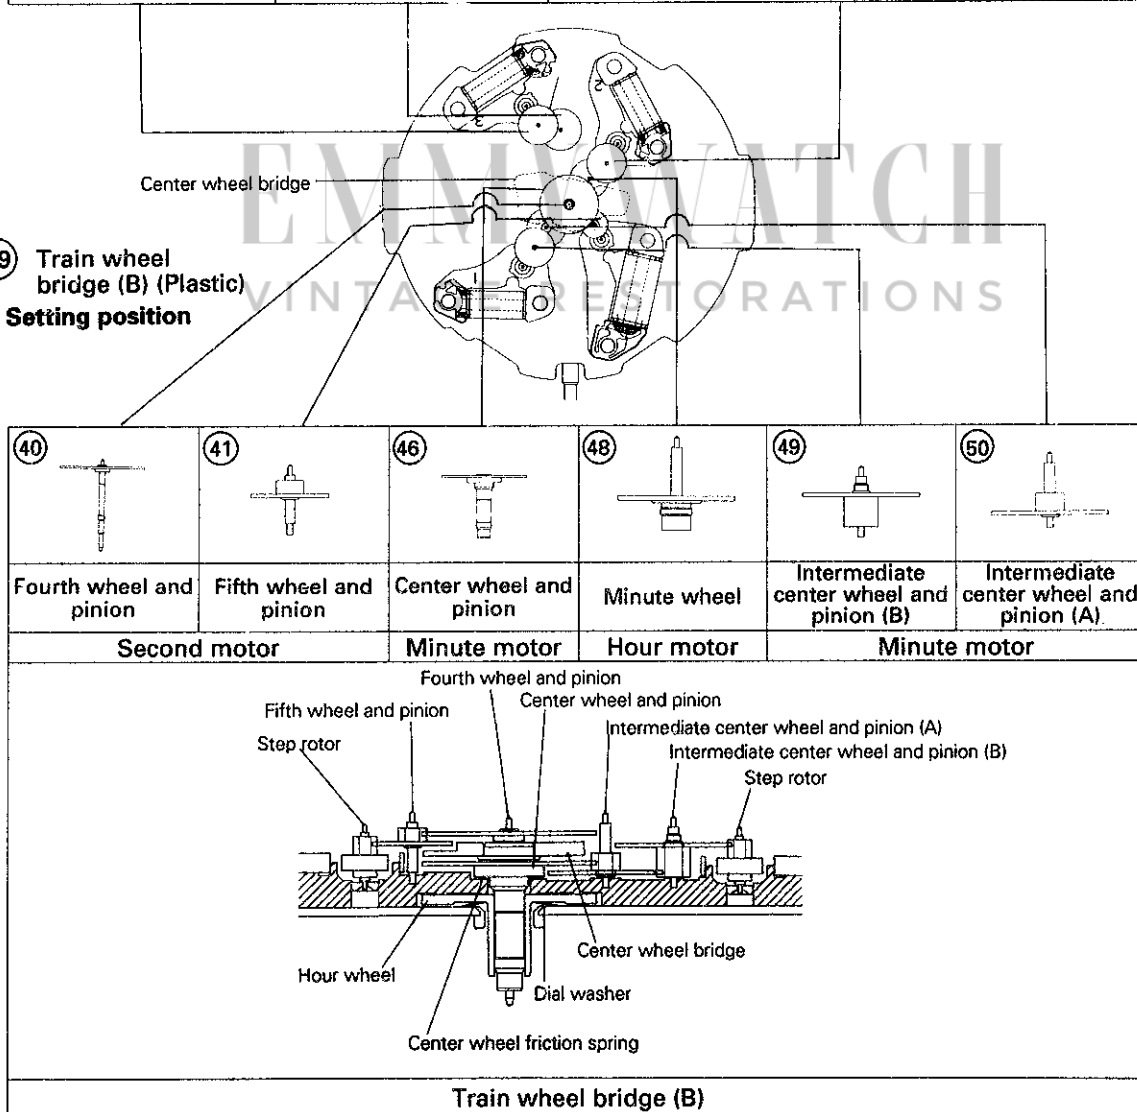 EMMYWATCH
VINTAGE RESTORATIONS
Center wheel bridge
3
2
1
9 Train wheel
bridge (B) (Plastic)
Setting position
40
41
46
48
49
50
Fourth wheel and
pinion
Fifth wheel and
pinion
Center wheel and
pinion
Minute wheel
Intermediate
center wheel and
pinion (B)
Intermediate
center wheel and
pinion (A)
Second motor
Minute motor
Hour motor
Minute motor
Fourth wheel and pinion
Center wheel and pinion
Fifth wheel and pinion
Intermediate center wheel and pinion (A)
Step rotor
Intermediate center wheel and pinion (B)
Step rotor
Center wheel bridge
Hour wheel
Dial washer
Center wheel friction spring
Train wheel bridge (B)